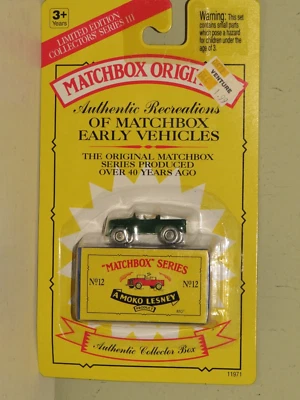 3+
Years
LIMITED EDITION
COLLECTORS' SERIES III
Warning: This set
contains small parts
which pose a hazard
for children under the
age of 3.
VENTURE
MATCHBOX ORIGI
Authentic Recreations
OF MATCHBOX
EARLY VEHICLES
THE ORIGINAL MATCHBOX
SERIES PRODUCED
OVER 40 YEARS AGO
"MATCHBOX" SERIES
No12
No12
A MOKO LESNEY
Authentic Collector Box
11971